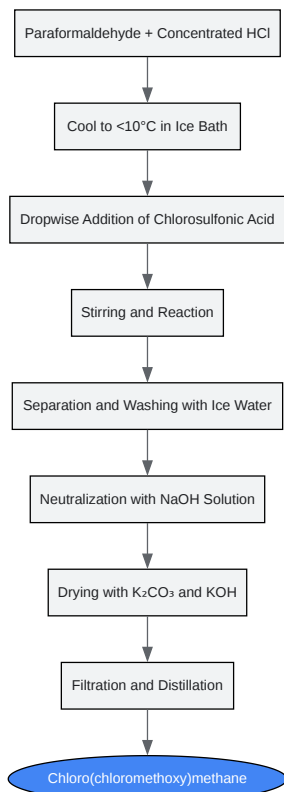 Paraformaldehyde + Concentrated HCl
Cool to <10°C in Ice Bath
Dropwise Addition of Chlorosulfonic Acid
Stirring and Reaction
Separation and Washing with Ice Water
Neutralization with NaOH Solution
Drying with K₂CO₃ and KOH
Filtration and Distillation
Chloro(chloromethoxy)methane